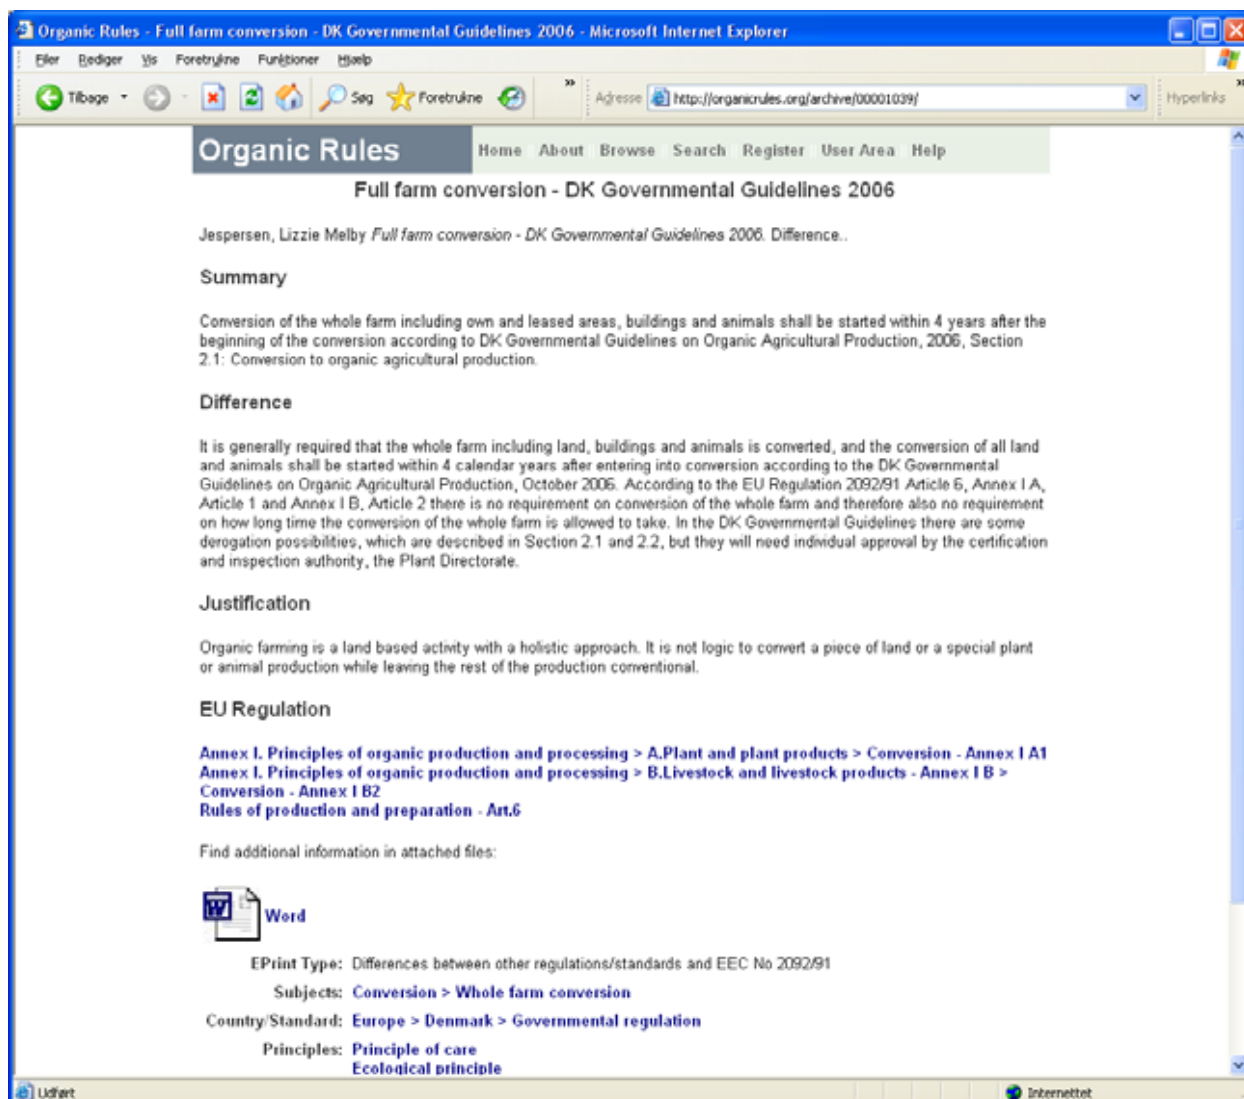 Organic Rules - Full farm conversion - DK Governmental Guidelines 2006 - Microsoft Internet Explorer
Filer Rediger Vis Foretrukne Funktioner Hjælp
Tilbage Søg Foretrukne » Adresse http://organicrules.org/archive/00001039/ Hyperlinks »
Organic Rules Home About Browse Search Register User Area Help
Full farm conversion - DK Governmental Guidelines 2006
Jespersen, Lizzie Melby Full farm conversion - DK Governmental Guidelines 2006. Difference..
Summary
Conversion of the whole farm including own and leased areas, buildings and animals shall be started within 4 years after the
beginning of the conversion according to DK Governmental Guidelines on Organic Agricultural Production, 2006, Section
2.1: Conversion to organic agricultural production.
Difference
It is generally required that the whole farm including land, buildings and animals is converted, and the conversion of all land
and animals shall be started within 4 calendar years after entering into conversion according to the DK Governmental
Guidelines on Organic Agricultural Production, October 2006. According to the EU Regulation 2092/91 Article 6, Annex I A,
Article 1 and Annex I B, Article 2 there is no requirement on conversion of the whole farm and therefore also no requirement
on how long time the conversion of the whole farm is allowed to take. In the DK Governmental Guidelines there are some
derogation possibilities, which are described in Section 2.1 and 2.2, but they will need individual approval by the certification
and inspection authority, the Plant Directorate.
Justification
Organic farming is a land based activity with a holistic approach. It is not logic to convert a piece of land or a special plant
or animal production while leaving the rest of the production conventional.
EU Regulation
Annex I. Principles of organic production and processing > A.Plant and plant products > Conversion - Annex I A1
Annex I. Principles of organic production and processing > B.Livestock and livestock products - Annex I B >
Conversion - Annex I B2
Rules of production and preparation - Art.6
Find additional information in attached files:
W Word
EPrint Type: Differences between other regulations/standards and EEC No 2092/91
Subjects: Conversion > Whole farm conversion
Country/Standard: Europe > Denmark > Governmental regulation
Principles: Principle of care
Ecological principle
Udført Internettet